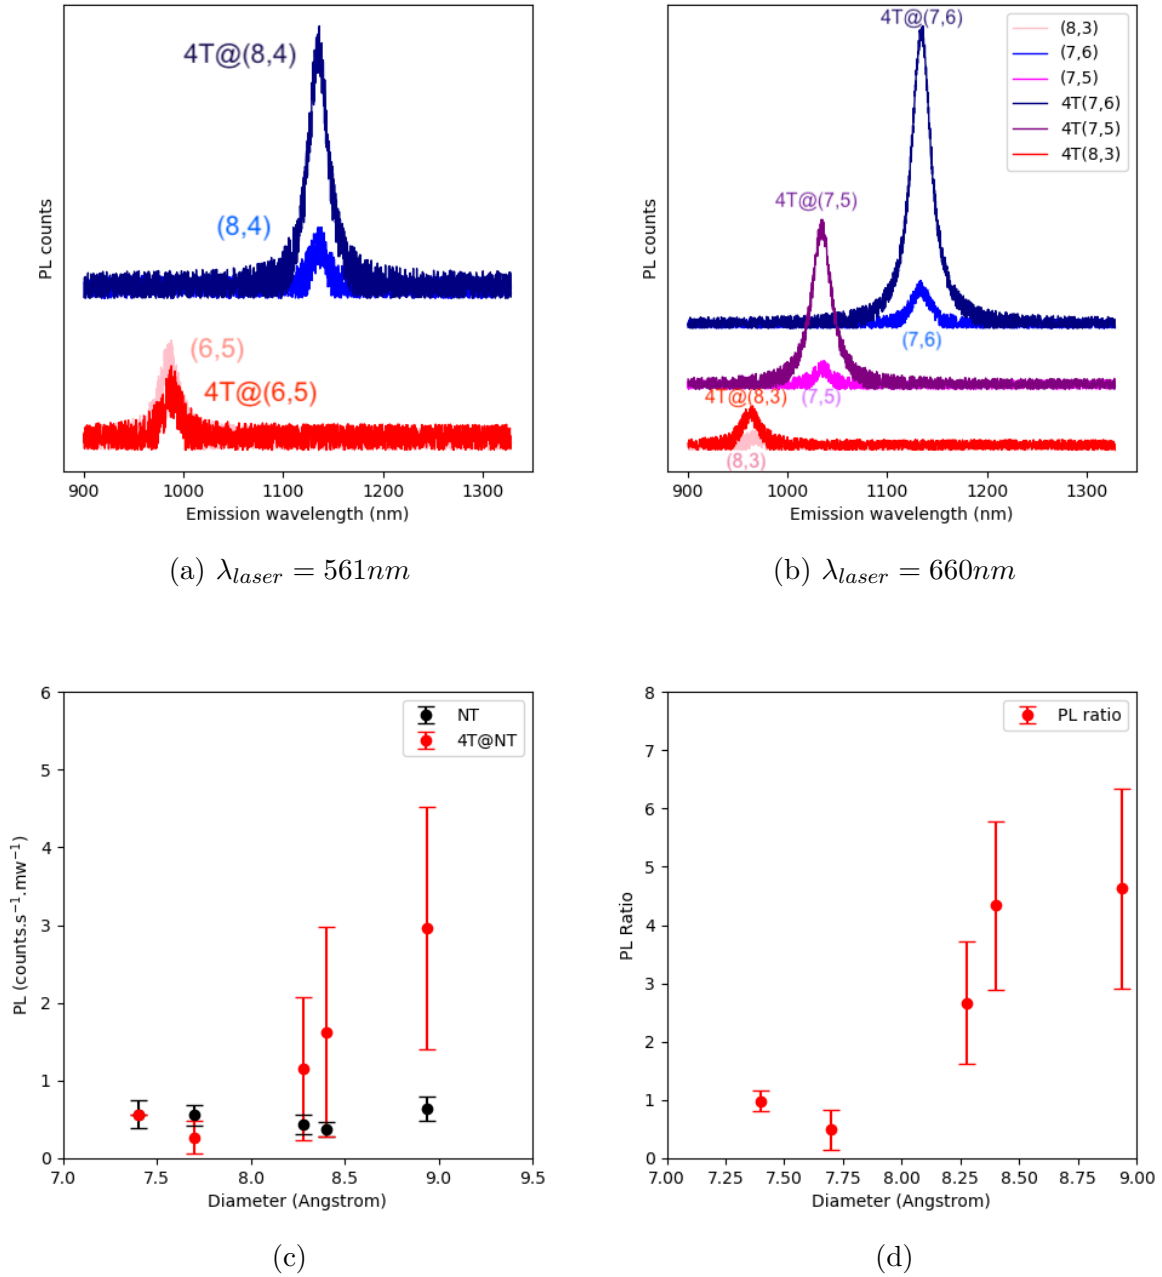 4T@(8,4)
(8,4)
(6,5)
4T@(6,5)
PL counts
900 1000 1100 1200 1300
Emission wavelength (nm)
(a) λlaser = 561nm
4T@(7,6)
(8,3)
(7,6)
(7,5)
4T(7,6)
4T(7,5)
4T(8,3)
4T@(7,5)
(7,6)
4T@(8,3)
(7,5)
(8,3)
PL counts
900 1000 1100 1200 1300
Emission wavelength (nm)
(b) λlaser = 660nm
NT
4T@NT
6
5
4
3
2
1
0
PL (counts.s⁻¹.mw⁻¹)
7.0 7.5 8.0 8.5 9.0 9.5
Diameter (Angstrom)
(c)
PL ratio
8
7
6
5
4
3
2
1
0
PL Ratio
7.00 7.25 7.50 7.75 8.00 8.25 8.50 8.75 9.00
Diameter (Angstrom)
(d)